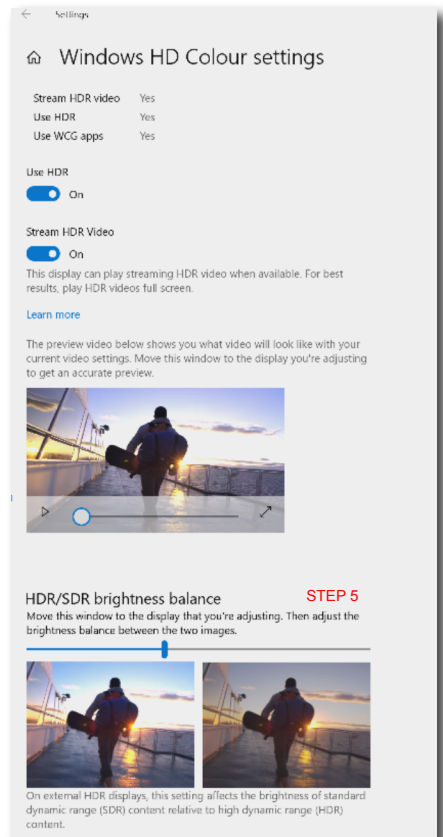 Settings
Windows HD Colour settings
Stream HDR video Yes
Use HDR Yes
Use WCG apps Yes
Use HDR
On
Stream HDR Video
On
This display can play streaming HDR video when available. For best
results, play HDR videos full screen.
Learn more
The preview video below shows you what video will look like with your
current video settings. Move this window to the display you're adjusting
to get an accurate preview.
HDR/SDR brightness balance STEP 5
Move this window to the display that you're adjusting. Then adjust the
brightness balance between the two images.
On external HDR displays, this setting affects the brightness of standard
dynamic range (SDR) content relative to high dynamic range (HDR)
content.